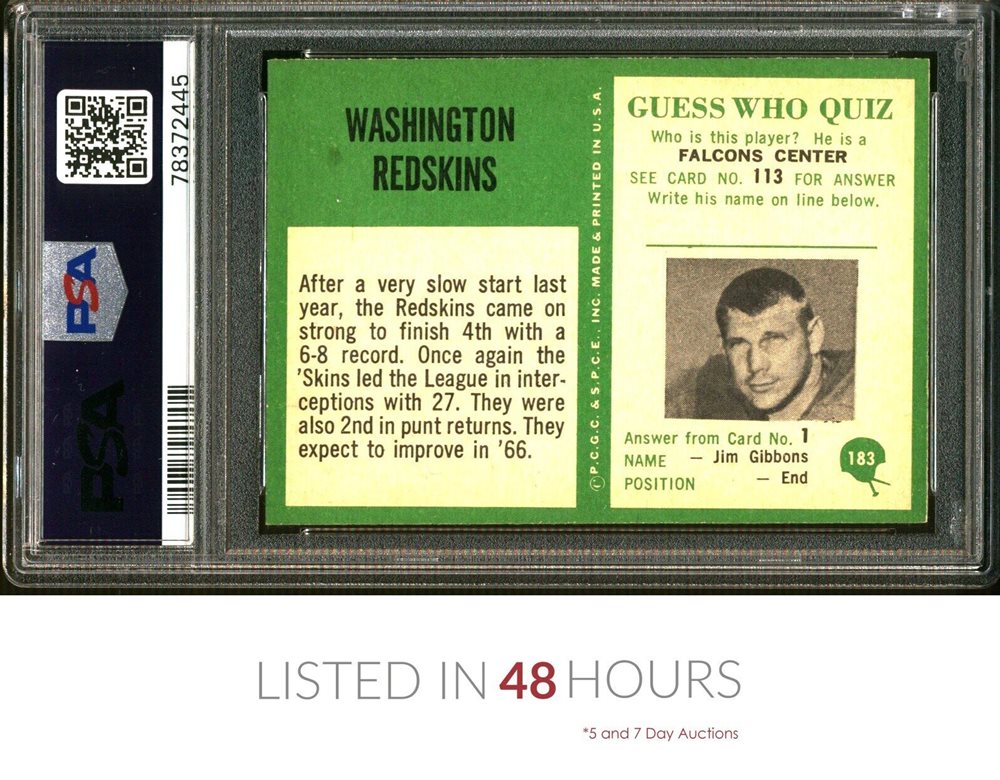 78372445
PSA
PSA
WASHINGTON
REDSKINS
After a very slow start last
year, the Redskins came on
strong to finish 4th with a
6-8 record. Once again the
'Skins led the League in inter-
ceptions with 27. They were
also 2nd in punt returns. They
expect to improve in '66.
© P.C.G.C. & S.P.C.E., INC. MADE & PRINTED IN U.S.A.
GUESS WHO QUIZ
Who is this player? He is a
FALCONS CENTER
SEE CARD NO. 113 FOR ANSWER
Write his name on line below.
Answer from Card No. 1
NAME – Jim Gibbons
POSITION – End
183
LISTED IN 48 HOURS
*5 and 7 Day Auctions